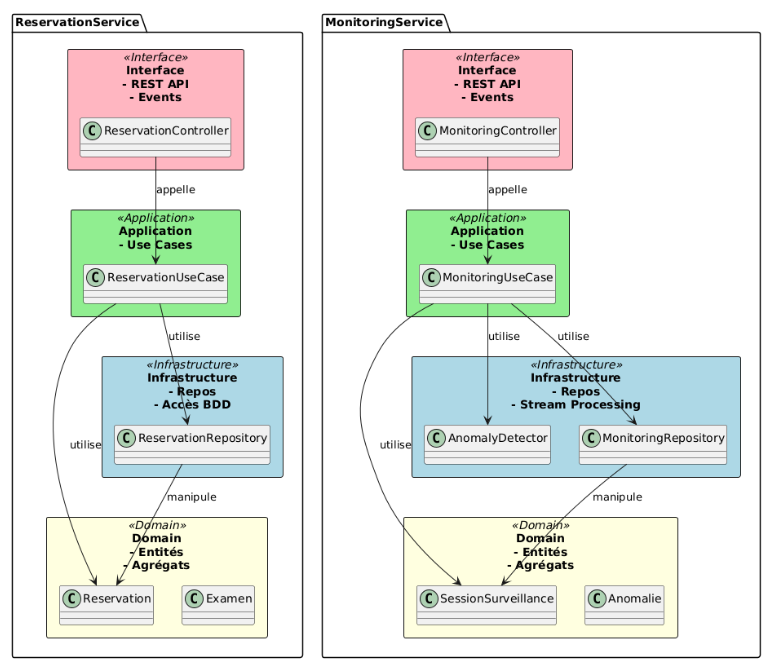 ReservationService
«Interface»
Interface
- REST API
- Events
C ReservationController
appelle
«Application»
Application
- Use Cases
C ReservationUseCase
utilise
«Infrastructure»
Infrastructure
- Repos
- Accès BDD
C ReservationRepository
utilise
manipule
«Domain»
Domain
- Entités
- Agrégats
C Reservation
C Examen
MonitoringService
«Interface»
Interface
- REST API
- Events
C MonitoringController
appelle
«Application»
Application
- Use Cases
C MonitoringUseCase
utilise
utilise
«Infrastructure»
Infrastructure
- Repos
- Stream Processing
C AnomalyDetector
C MonitoringRepository
utilise
manipule
«Domain»
Domain
- Entités
- Agrégats
C SessionSurveillance
C Anomalie